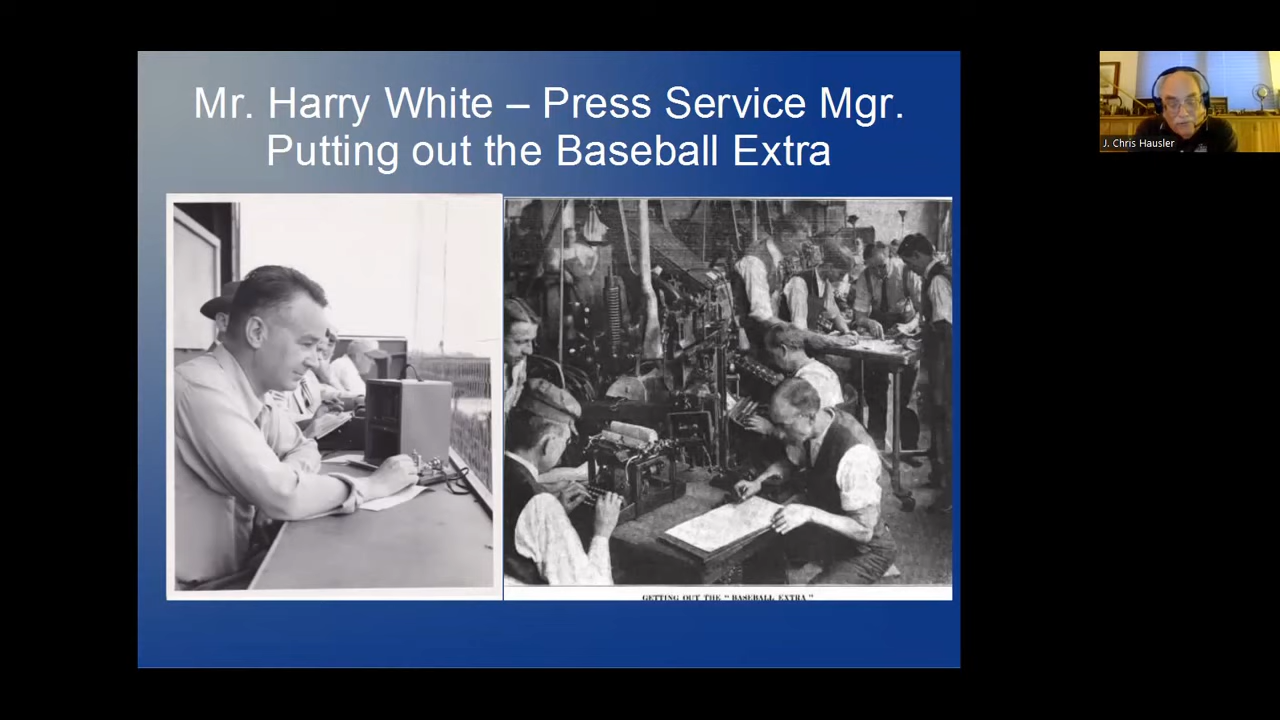 Mr. Harry White – Press Service Mgr.
Putting out the Baseball Extra
J. Chris Hausler
GETTING OUT THE "BASEBALL EXTRA"